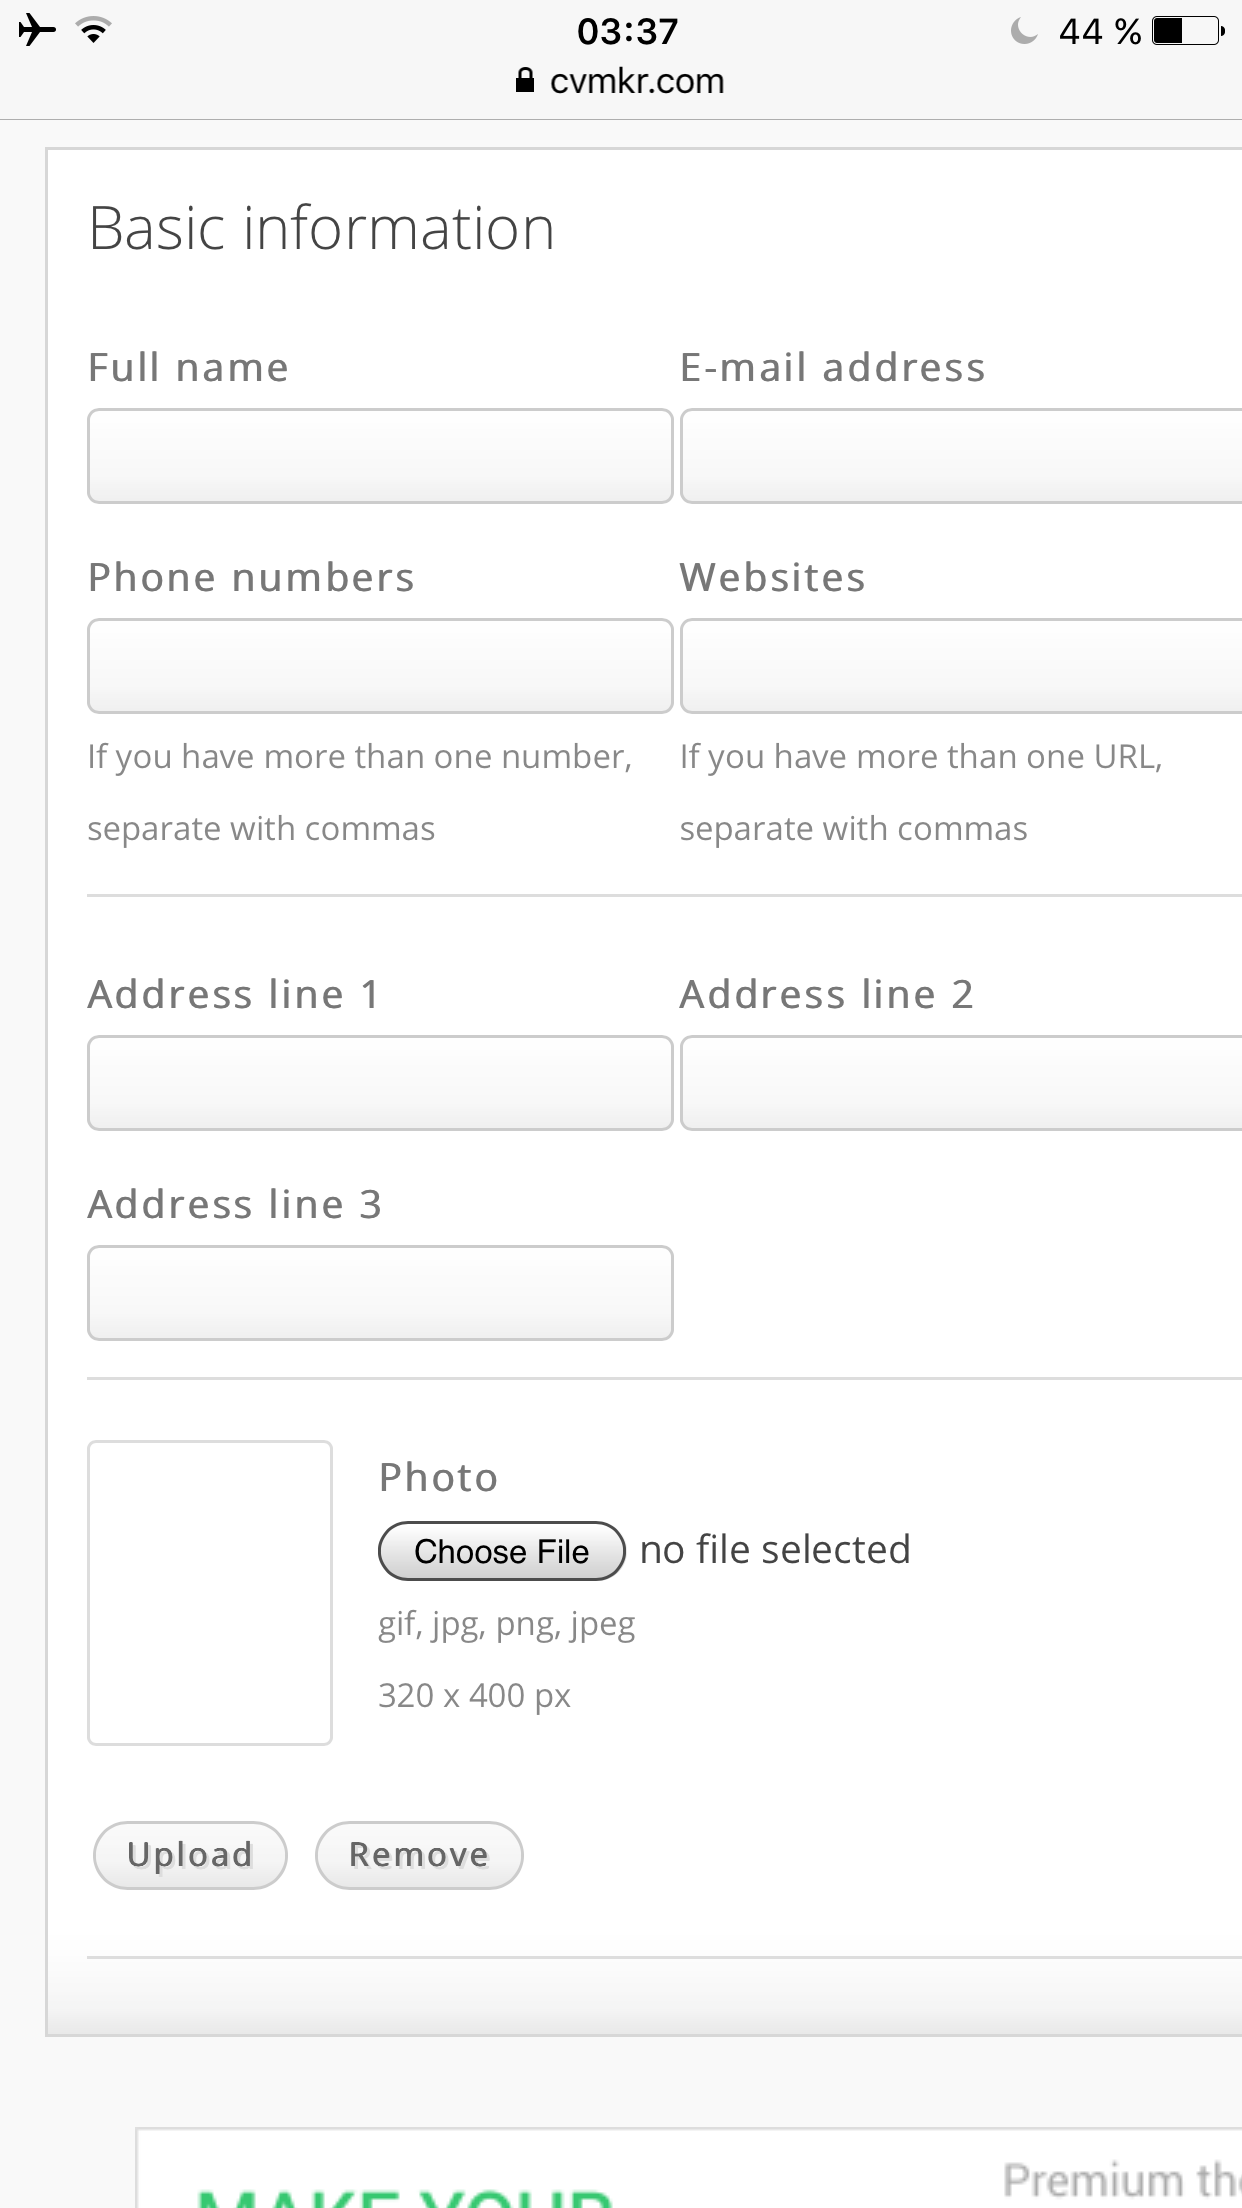 03:37
44 %
cvmkr.com
Basic information
Full name
E-mail address
Phone numbers
Websites
If you have more than one number,
separate with commas
If you have more than one URL,
separate with commas
Address line 1
Address line 2
Address line 3
Photo
Choose File no file selected
gif, jpg, png, jpeg
320 x 400 px
Upload
Remove
Premium
MAKE YOUR